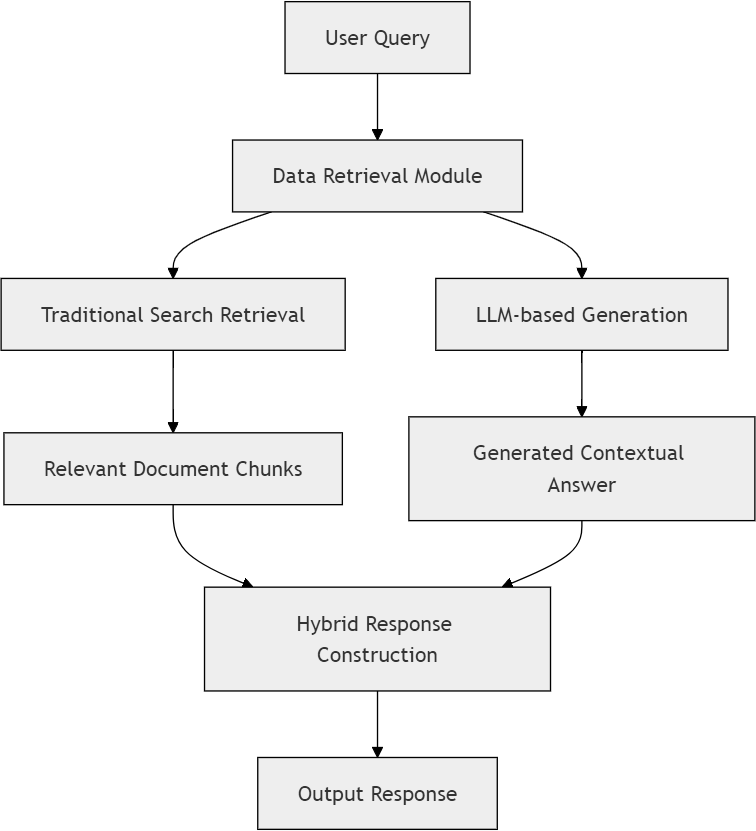 User Query
Data Retrieval Module
Traditional Search Retrieval
LLM-based Generation
Relevant Document Chunks
Generated Contextual
Answer
Hybrid Response
Construction
Output Response